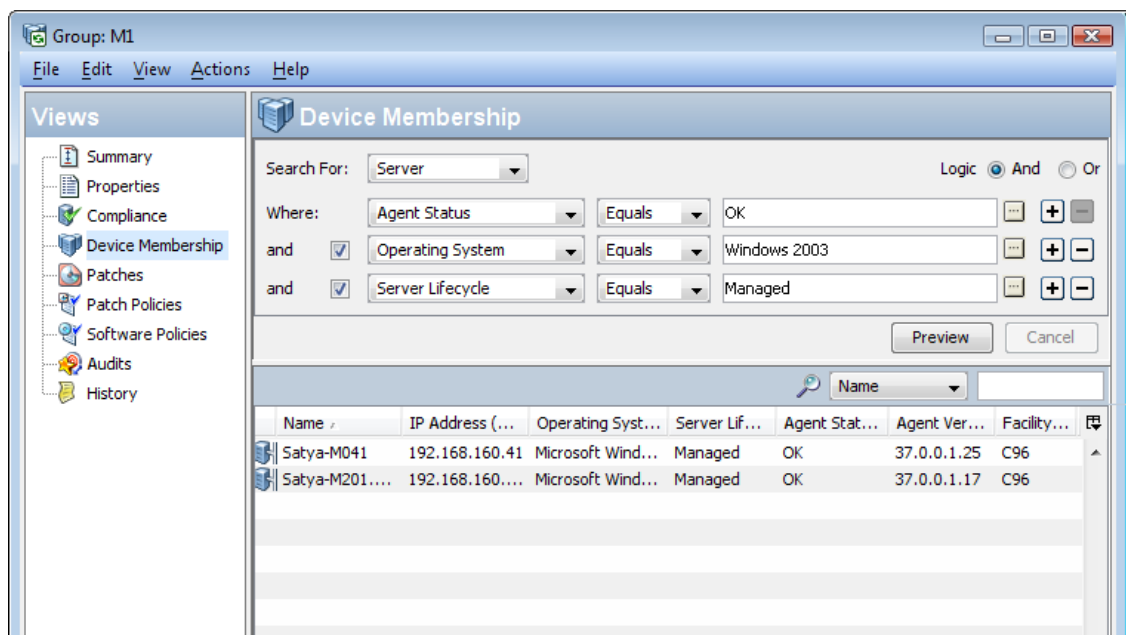 Group: M1
File Edit View Actions Help
Views
Summary
Properties
Compliance
Device Membership
Patches
Patch Policies
Software Policies
Audits
History
Device Membership
Search For: Server Logic And Or
Where: Agent Status Equals OK
and Operating System Equals Windows 2003
and Server Lifecycle Equals Managed
Preview Cancel
Name
Name IP Address (... Operating Syst... Server Lif... Agent Stat... Agent Ver... Facility...
Satya-M041 192.168.160.41 Microsoft Wind... Managed OK 37.0.0.1.25 C96
Satya-M201.... 192.168.160.... Microsoft Wind... Managed OK 37.0.0.1.17 C96